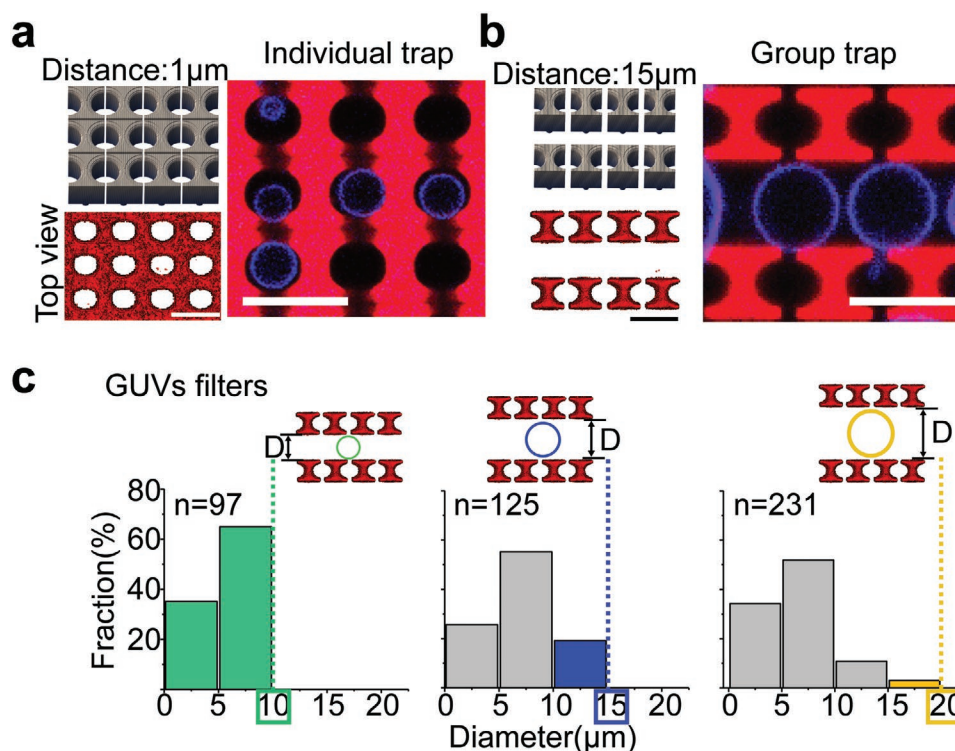 a
Individual trap
Distance:1μm
Top view
b
Group trap
Distance:15μm
c
GUVs filters
D
D
D
n=97
n=125
n=231
Fraction(%)
80
60
40
20
0 5 10 15 20
0 5 10 15 20
0 5 10 15 20
Diameter(μm)